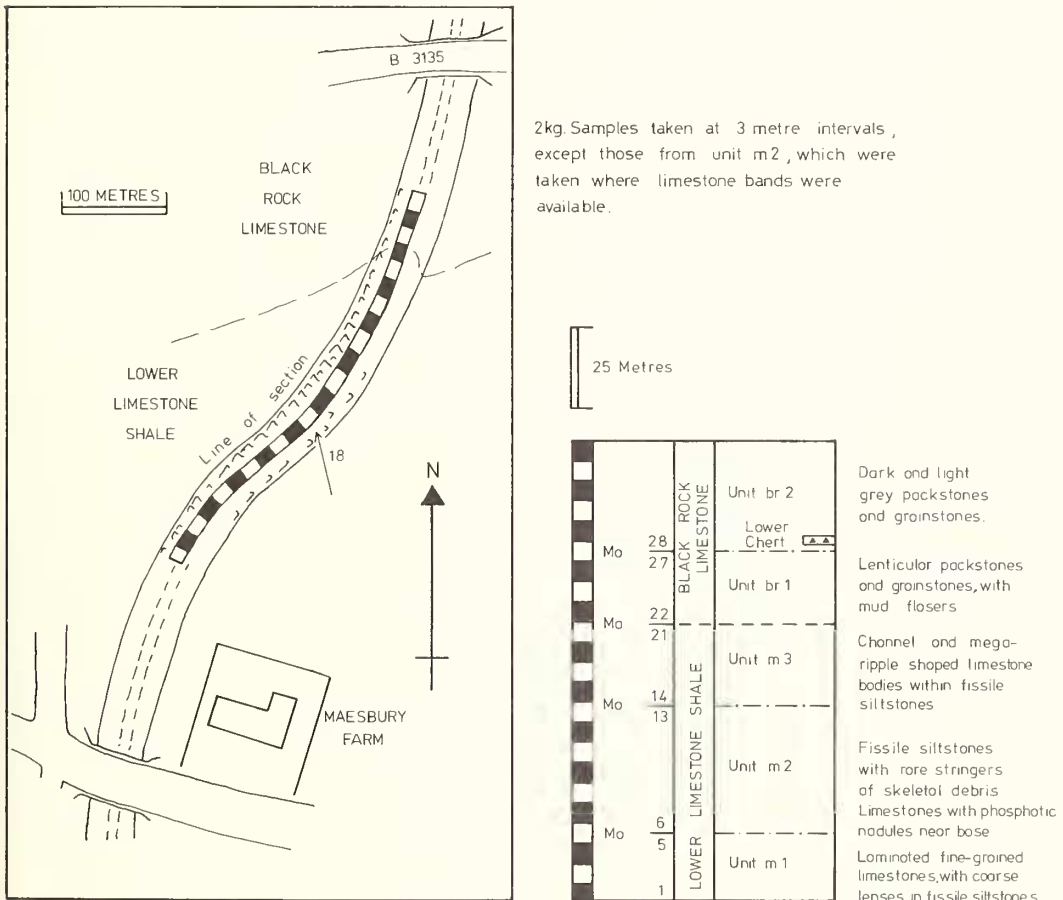 B 3135
BLACK
ROCK
LIMESTONE
100 METRES
LOWER
LIMESTONE
SHALE
Line of section
18
N
MAESBURY
FARM
2kg. Samples taken at 3 metre intervals,
except those from unit m2, which were
taken where limestone bands were
available.
25 Metres
BLACK ROCK
LIMESTONE
LOWER LIMESTONE SHALE
Unit br 2
Lower
Chert
Mo
28
27
Unit br 1
Mo
22
21
Unit m3
Mo
14
13
Unit m2
Mo
6
5
Unit m1
1
Dark and light
grey packstones
and grainstones.
Lenticular packstones
and grainstones, with
mud flasers
Channel and mega-
ripple shaped limestone
bodies within fissile
siltstones
Fissile siltstones
with rare stringers
of skeletal debris
Limestones with phosphatic
nodules near base
Laminated fine-grained
limestones, with coarse
lenses in fissile siltstones